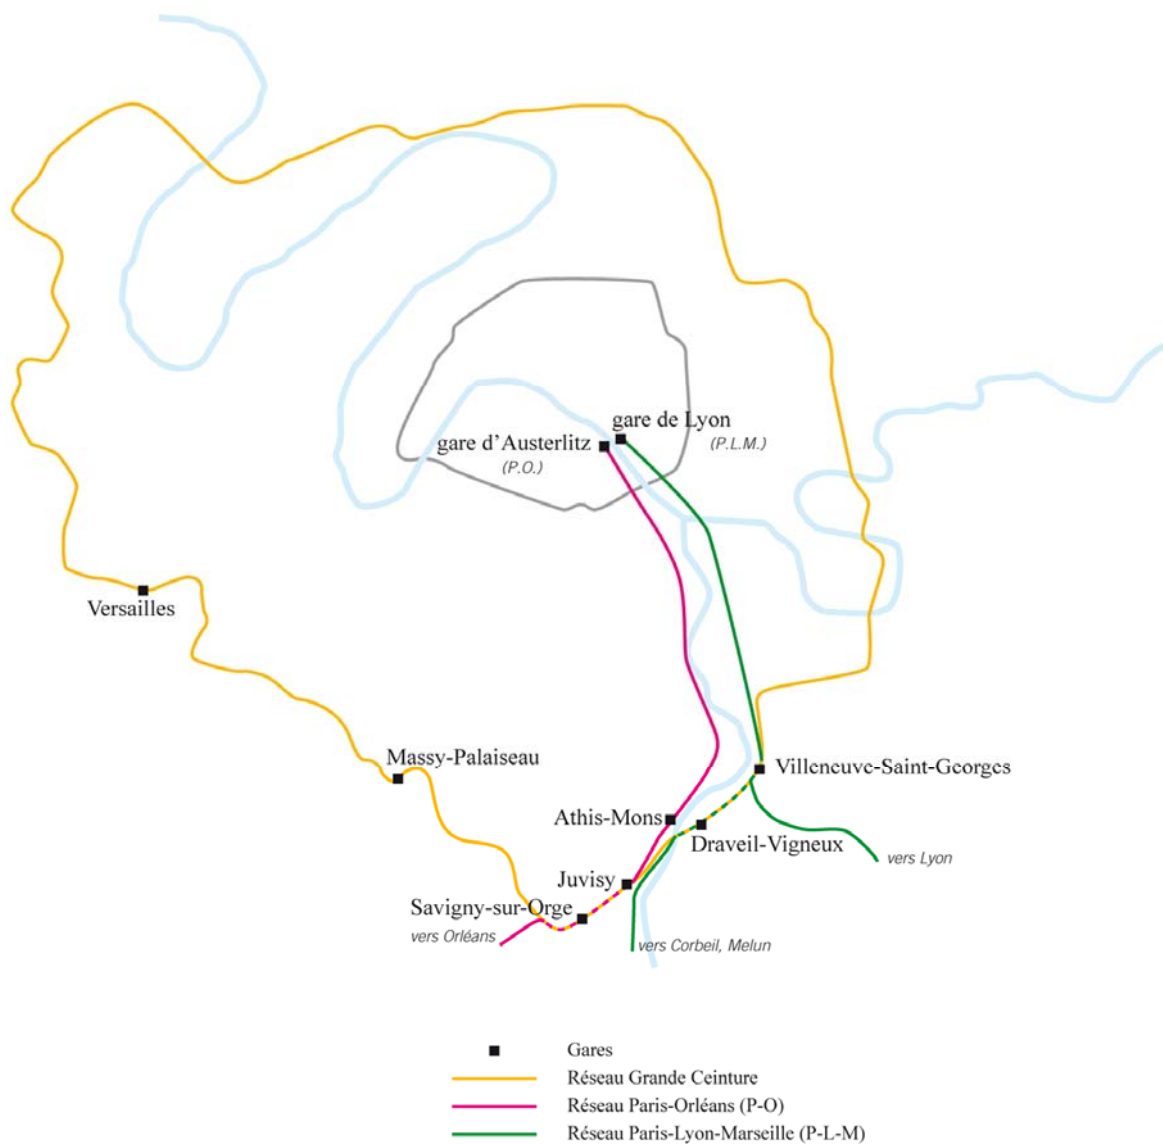 gare de Lyon
(P.L.M.)
gare d'Austerlitz
(P.O.)
Versailles
Massy-Palaiseau
Villeneuve-Saint-Georges
Athis-Mons
Draveil-Vigneux
vers Lyon
Juvisy
Savigny-sur-Orge
vers Orléans
vers Corbeil, Melun
Gares
Réseau Grande Ceinture
Réseau Paris-Orléans (P-O)
Réseau Paris-Lyon-Marseille (P-L-M)